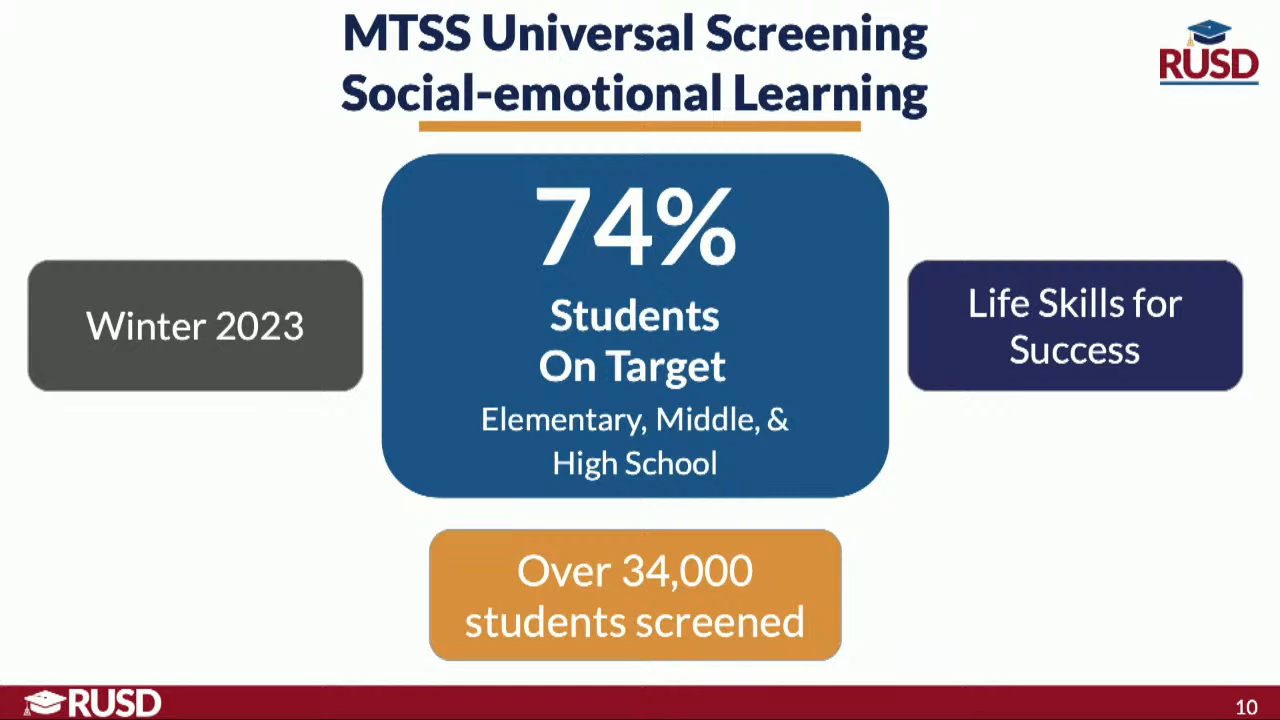 MTSS Universal Screening
Social-emotional Learning
RUSD
74%
Students
On Target
Elementary, Middle, &
High School
Winter 2023
Life Skills for
Success
Over 34,000
students screened
RUSD
10